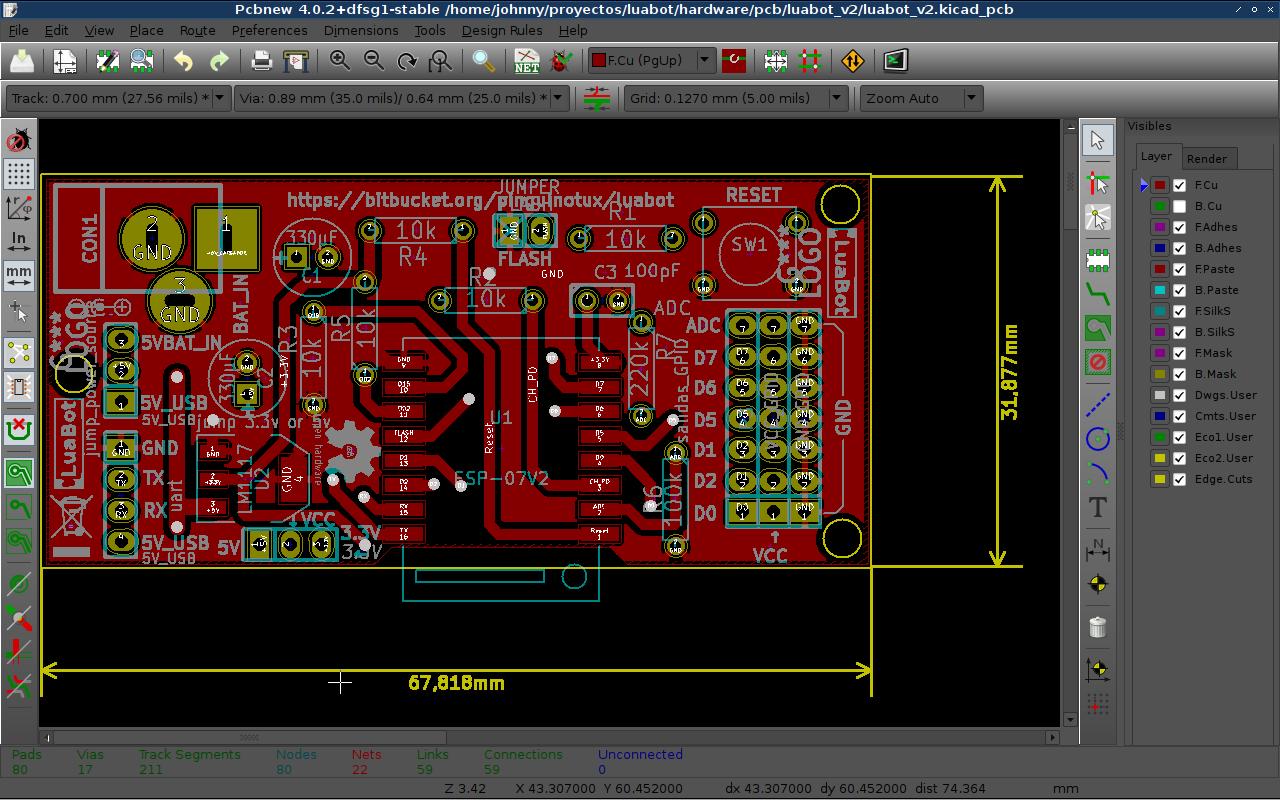 Pcbnew 4.0.2+dfsg1-stable /home/johnny/proyectos/luabot/hardware/pcb/luabot_v2/luabot_v2.kicad_pcb
File Edit View Place Route Preferences Dimensions Tools Design Rules Help
NET
F.Cu (PgUp)
Track: 0.700 mm (27.56 mils) *
Via: 0.89 mm (35.0 mils)/ 0.64 mm (25.0 mils) *
Grid: 0.1270 mm (5.00 mils)
Zoom Auto
In
mm
Visibles
Layer Render
F.Cu
B.Cu
F.Adhes
B.Adhes
F.Paste
B.Paste
F.SilkS
B.SilkS
F.Mask
B.Mask
Dwgs.User
Cmts.User
Eco1.User
Eco2.User
Edge.Cuts
JUMPER
https://bitbucket.org/pinguinotux/luabot
RESET
CON1
2
GND
1
3
GND
BAT_IN
330uF
C1
10k
R4
FLASH
R1
10k
SW1
LOGO
LuaBot
R2
10k
GND
C3 100pF
ADC
LOGO
jump_power_source
5VBAT_IN
5V_USB
5V_USB
jump 3.3v or 5v
330uF
C2
R3
10k
R5
10k
CH_PD
Reset
U1
ESP-07V2
R7
220k
salidas_GPIO
R6
100k
ADC
D7
D6
D5
D1
D2
D0
GND
VCC
LuaBot
GND
TX
RX
5V_USB
5V_USB
uart
LM1117
U2
GND
4
open hardware
VCC
5V
3.3V
3.3V
31,877mm
67,818mm
Pads Vias Track Segments Nodes Nets Links Connections Unconnected
80 17 211 80 22 59 59 0
Z 3.42 X 43.307000 Y 60.452000 dx 43.307000 dy 60.452000 dist 74.364 mm